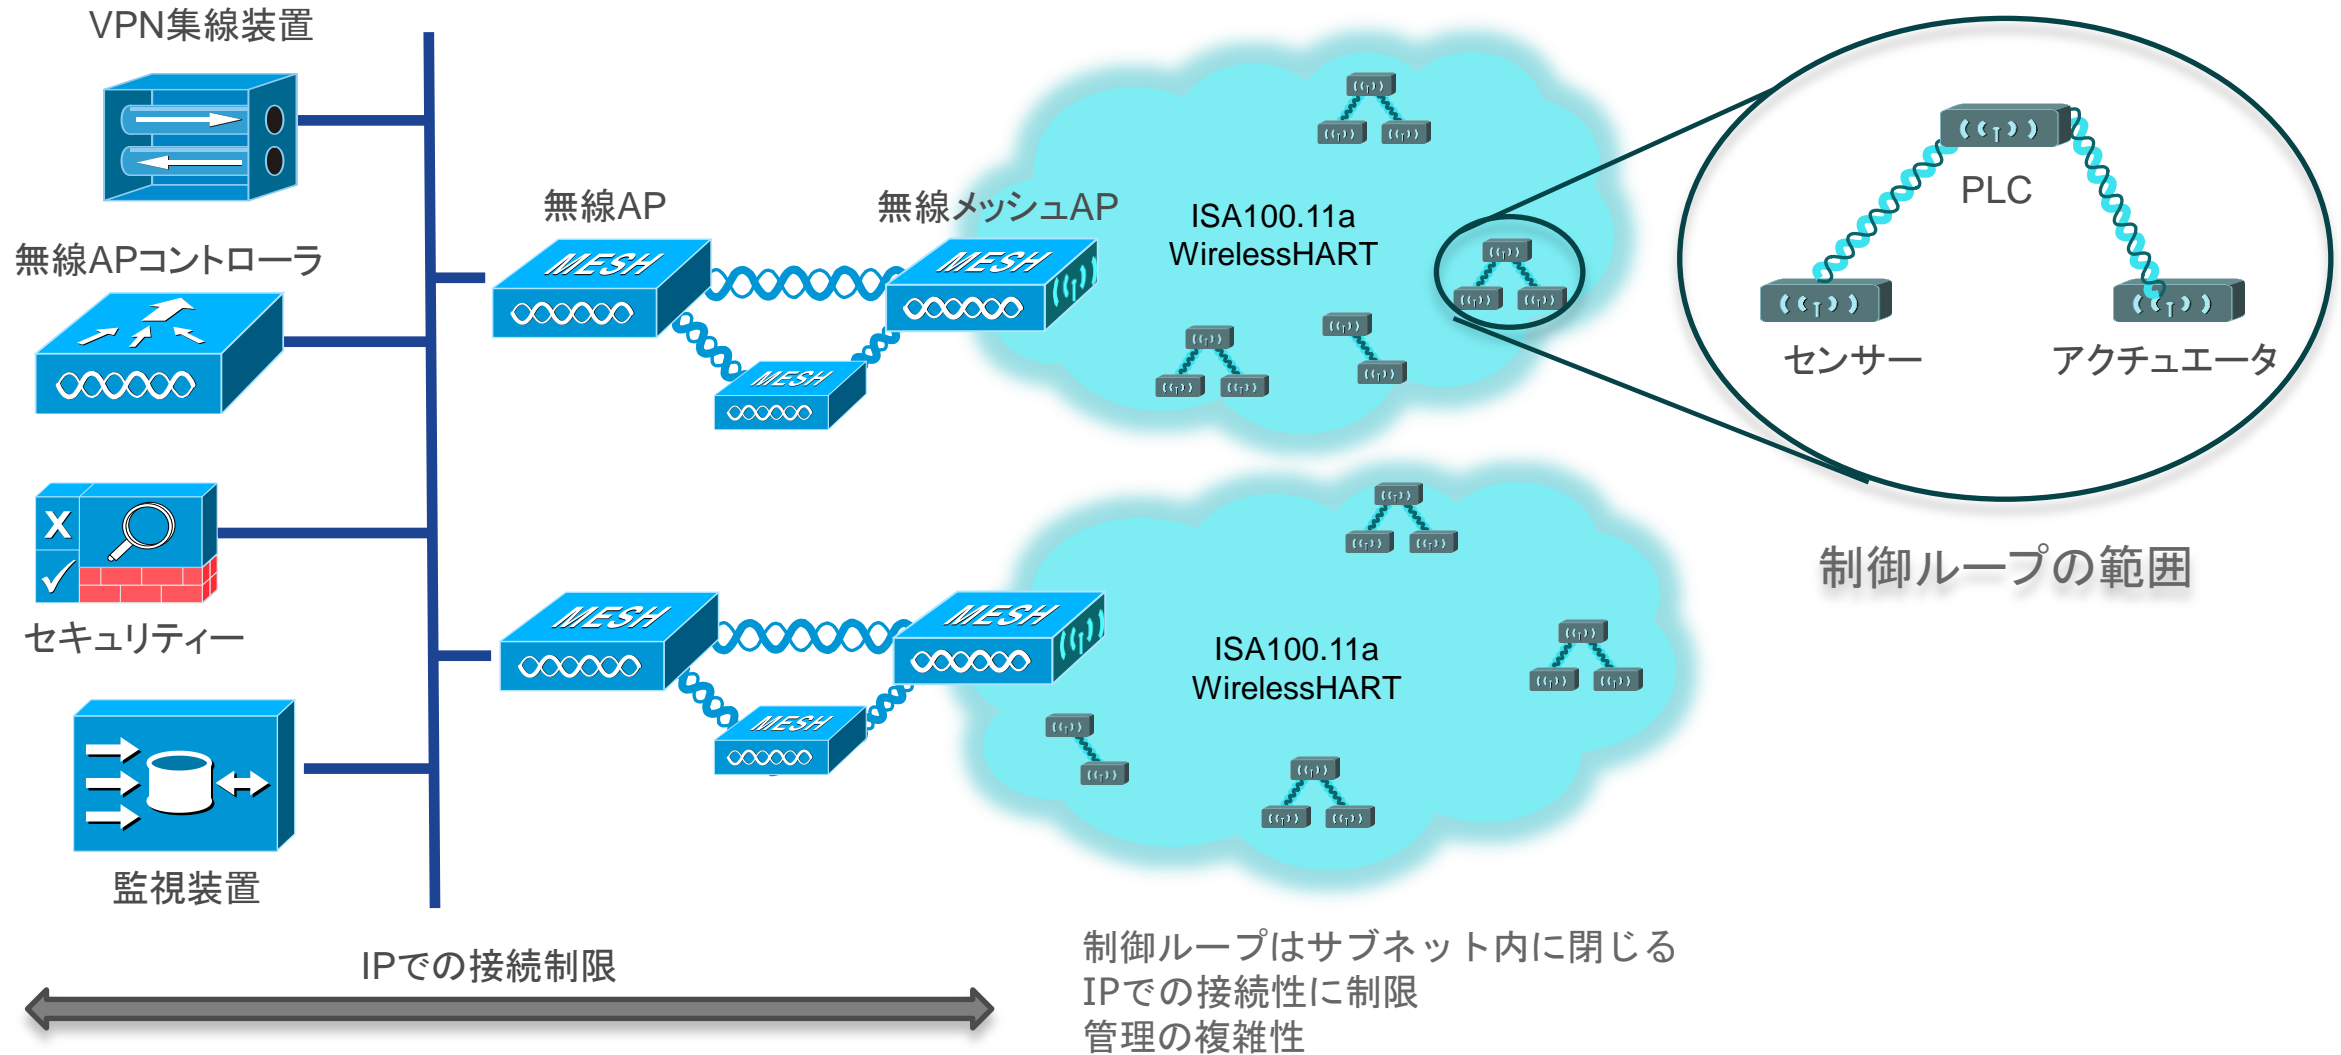 VPN集線装置
無線APコントローラ
セキュリティー
監視装置
無線AP
無線メッシュAP
MESH
MESH
MESH
ISA100.11a
WirelessHART
PLC
センサー
アクチュエータ
制御ループの範囲
X
MESH
MESH
MESH
ISA100.11a
WirelessHART
IPでの接続制限
制御ループはサブネット内に閉じる
IPでの接続性に制限
管理の複雑性